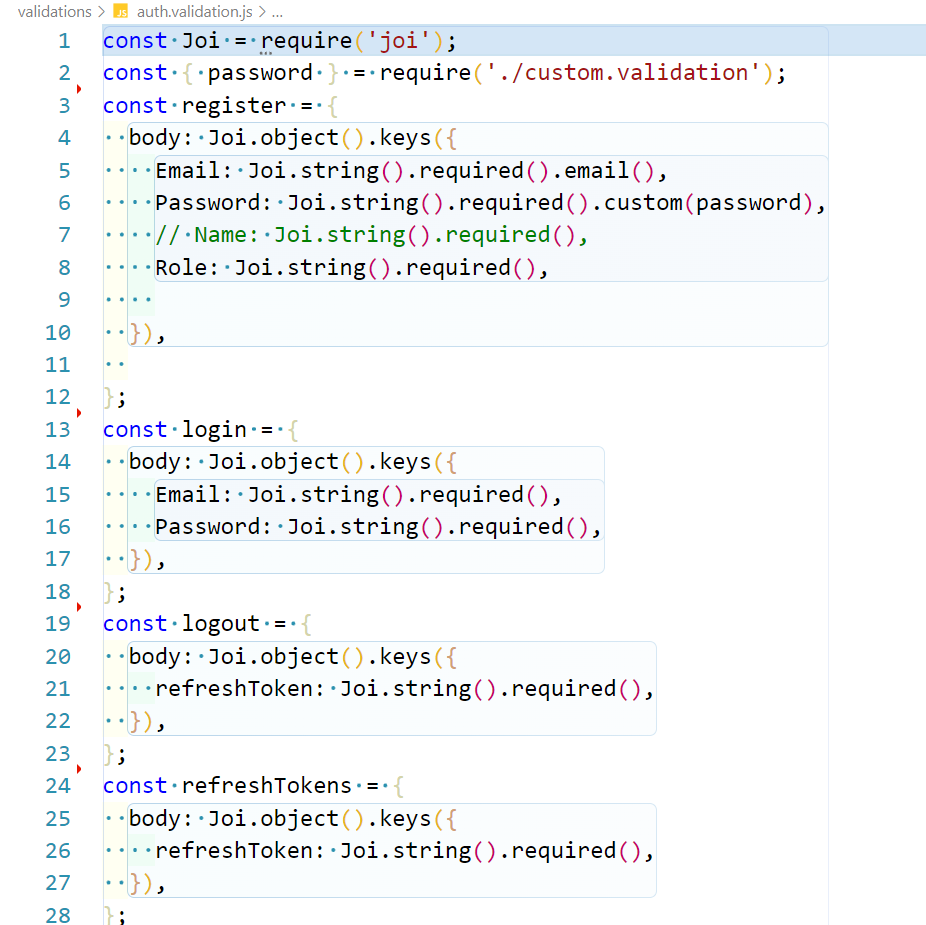 validations > JS auth.validation.js > ...
1 const Joi = require('joi');
2 const { password } = require('./custom.validation');
3 const register = {
4   body: Joi.object().keys({
5     Email: Joi.string().required().email(),
6     Password: Joi.string().required().custom(password),
7     // Name: Joi.string().required(),
8     Role: Joi.string().required(),
9
10   }),
11
12 };
13 const login = {
14   body: Joi.object().keys({
15     Email: Joi.string().required(),
16     Password: Joi.string().required(),
17   }),
18 };
19 const logout = {
20   body: Joi.object().keys({
21     refreshToken: Joi.string().required(),
22   }),
23 };
24 const refreshTokens = {
25   body: Joi.object().keys({
26     refreshToken: Joi.string().required(),
27   }),
28 };